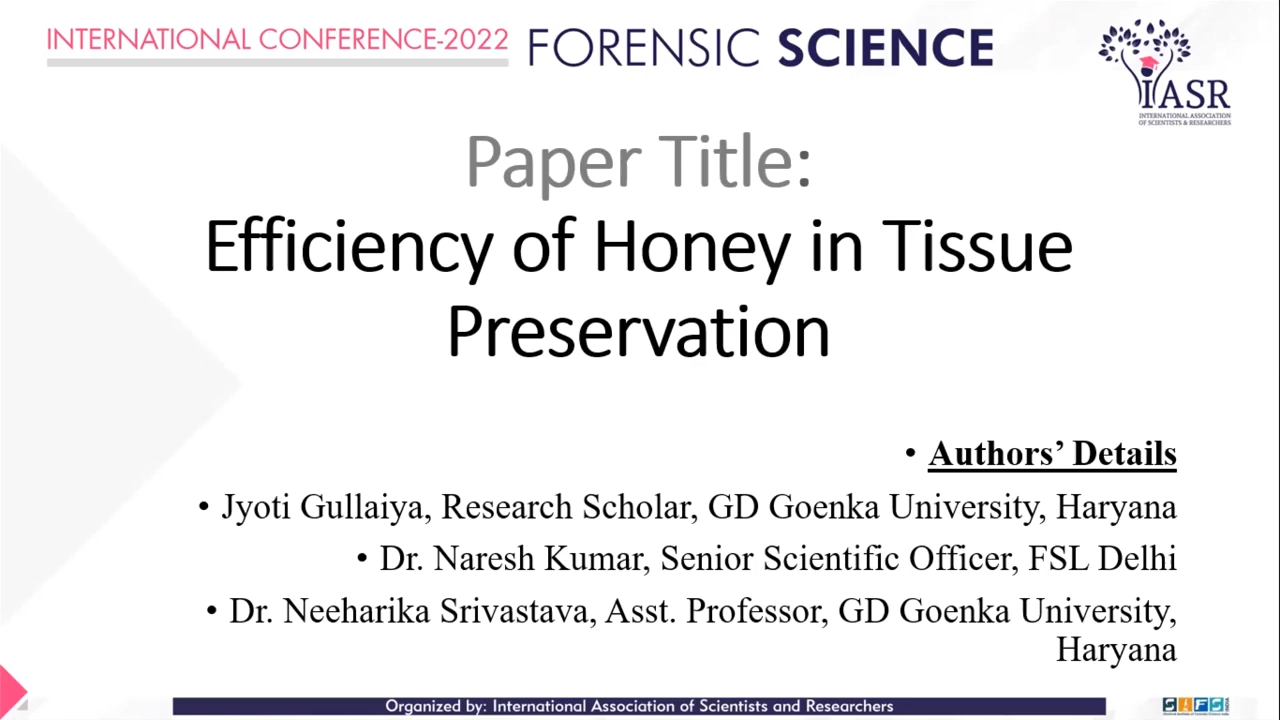 INTERNATIONAL CONFERENCE-2022 FORENSIC SCIENCE
IASR
INTERNATIONAL ASSOCIATION
OF SCIENTISTS & RESEARCHERS
Paper Title:
Efficiency of Honey in Tissue
Preservation
• Authors’ Details
• Jyoti Gullaiya, Research Scholar, GD Goenka University, Haryana
• Dr. Naresh Kumar, Senior Scientific Officer, FSL Delhi
• Dr. Neeharika Srivastava, Asst. Professor, GD Goenka University,
Haryana
Organized by: International Association of Scientists and Researchers
SIFS